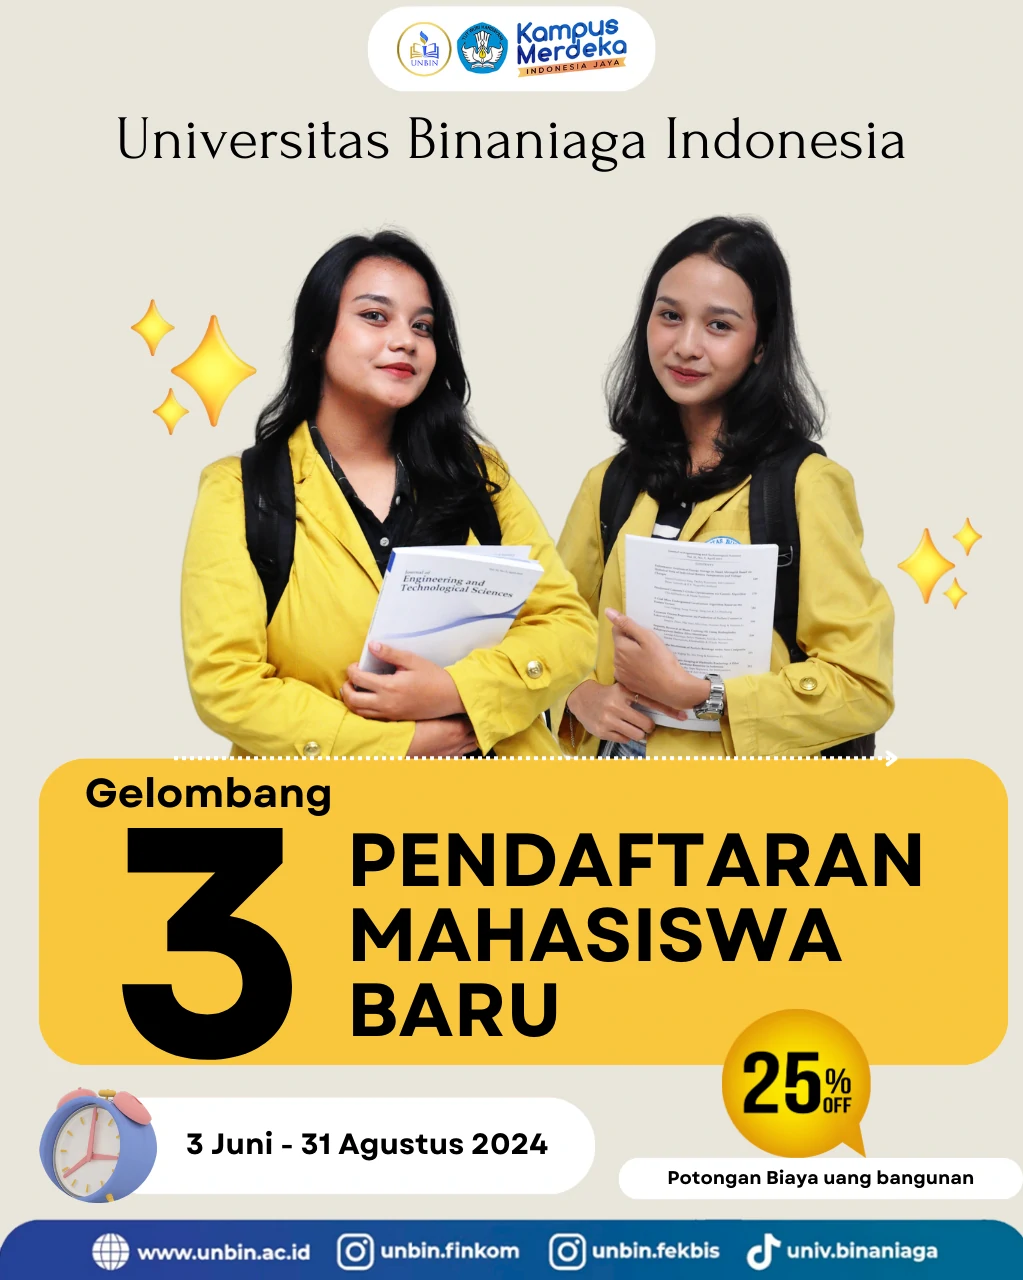 UNBIN
Kampus
Merdeka
INDONESIA JAYA
Universitas Binaniaga Indonesia
Journal of
Engineering and
Technological Sciences
Gelombang
3
PENDAFTARAN
MAHASISWA
BARU
25%
OFF
3 Juni - 31 Agustus 2024
Potongan Biaya uang bangunan
www.unbin.ac.id
unbin.finkom
unbin.fekbis
univ.binaniaga